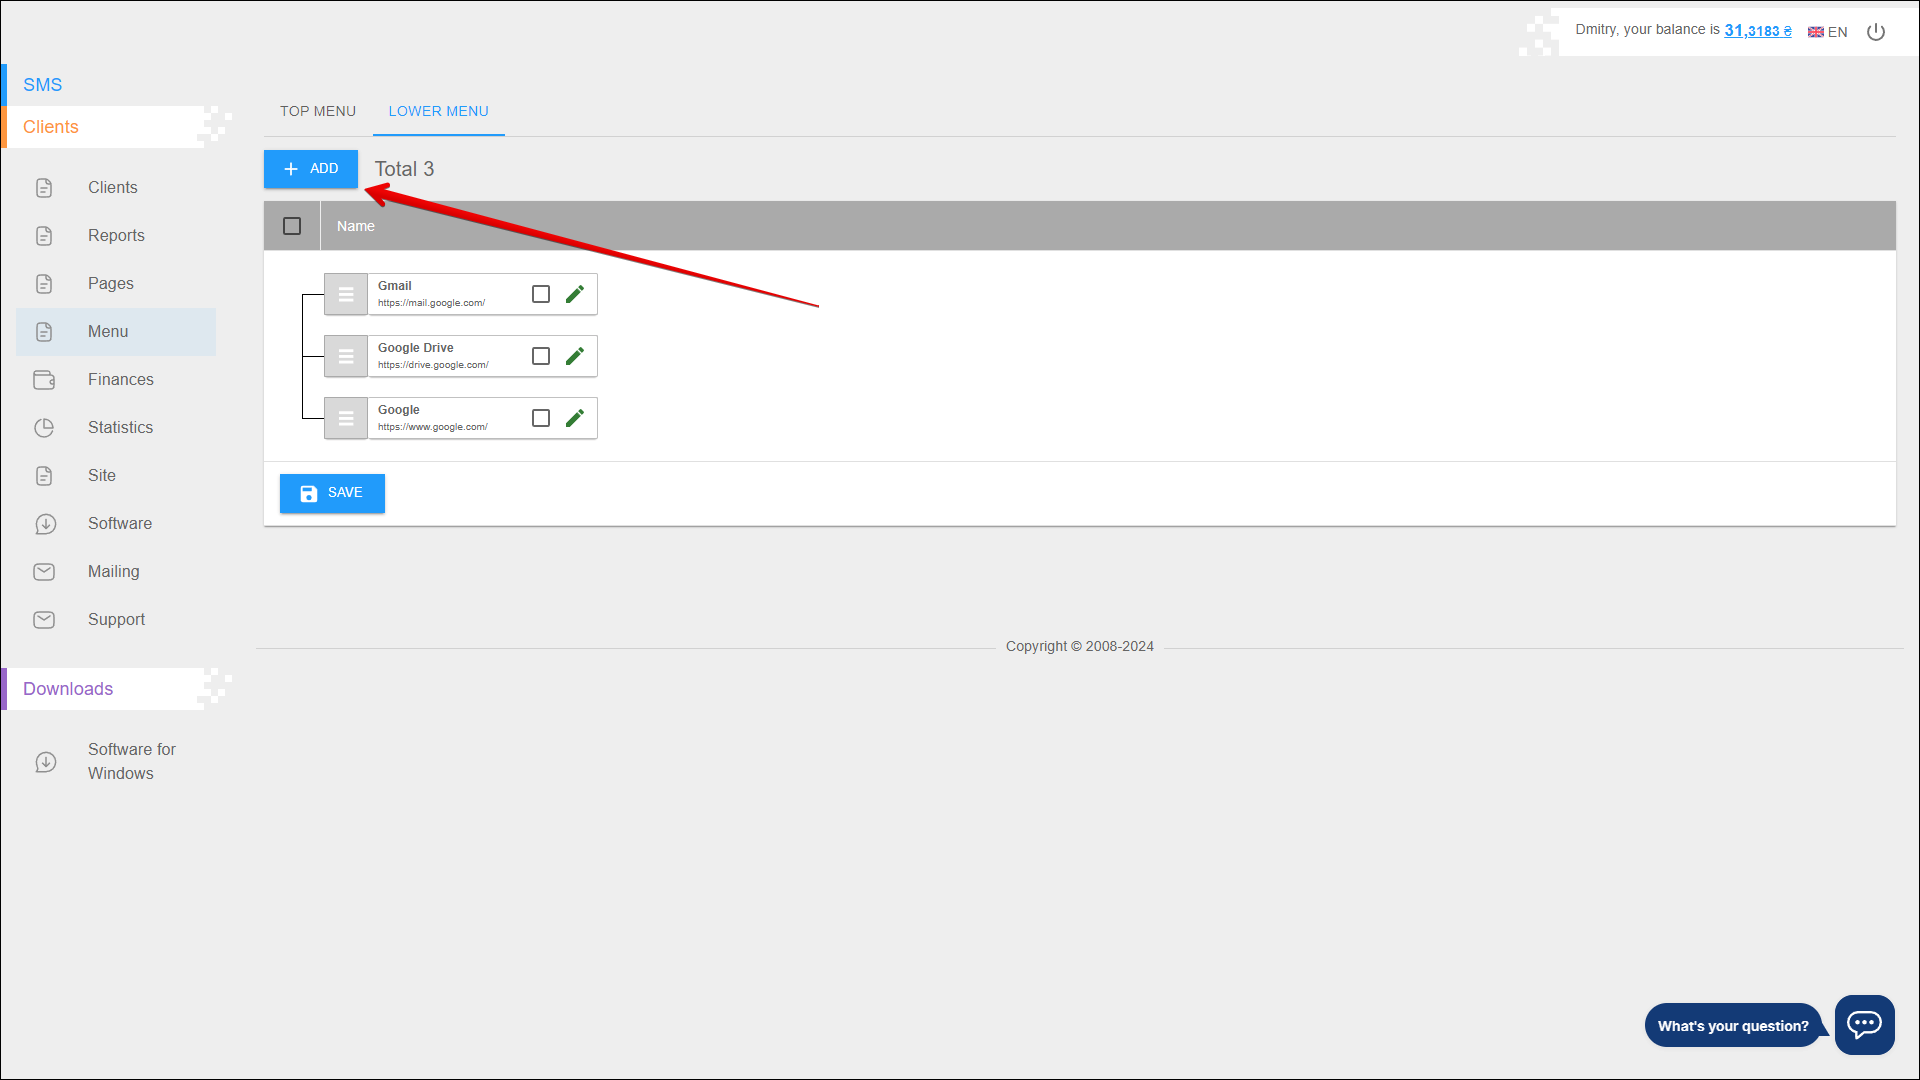 Dmitry, your balance is 31,3183 ₴ EN
SMS
Clients
Clients
Reports
Pages
Menu
Finances
Statistics
Site
Software
Mailing
Support
Downloads
Software for
Windows
TOP MENU LOWER MENU
ADD Total 3
Name
Gmail
https://mail.google.com/
Google Drive
https://drive.google.com/
Google
https://www.google.com/
SAVE
Copyright © 2008-2024
What's your question?